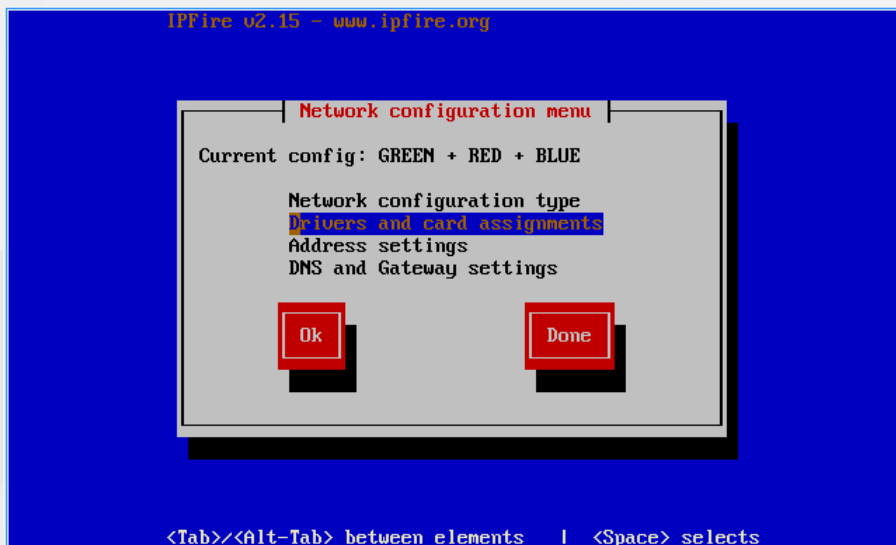 IPFire v2.15 - www.ipfire.org
Network configuration menu
Current config: GREEN + RED + BLUE
Network configuration type
Drivers and card assignments
Address settings
DNS and Gateway settings
Ok Done
<Tab>/<Alt-Tab> between elements | <Space> selects